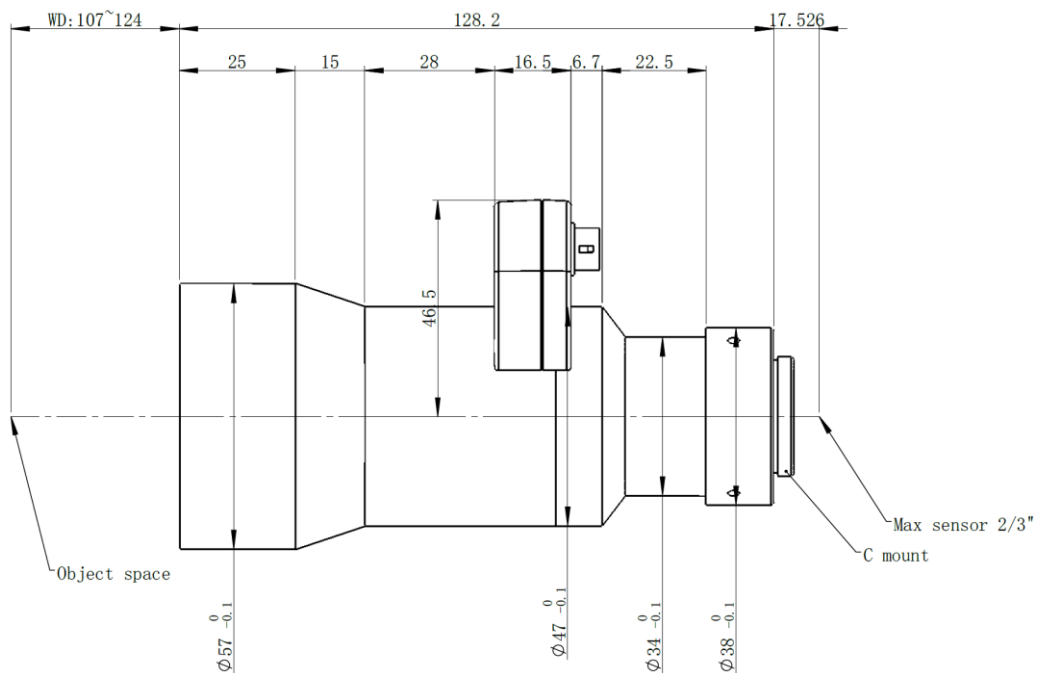 WD:107~124
128.2
17.526
25
15
28
16.5
6.7
22.5
46.5
Max sensor 2/3"
C mount
Object space
Φ57 0 -0.1
Φ47 0 -0.1
Φ34 0 -0.1
Φ38 0 -0.1